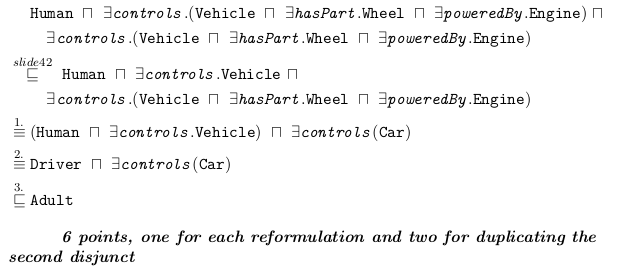 Human ⊓ ∃controls.(Vehicle ⊓ ∃hasPart.Wheel ⊓ ∃poweredBy.Engine) ⊓
∃controls.(Vehicle ⊓ ∃hasPart.Wheel ⊓ ∃poweredBy.Engine)
slide42
⊑ Human ⊓ ∃controls.Vehicle ⊓
∃controls.(Vehicle ⊓ ∃hasPart.Wheel ⊓ ∃poweredBy.Engine)
1.
≡ (Human ⊓ ∃controls.Vehicle) ⊓ ∃controls(Car)
2.
≡ Driver ⊓ ∃controls(Car)
3.
⊑ Adult
6 points, one for each reformulation and two for duplicating the
second disjunct